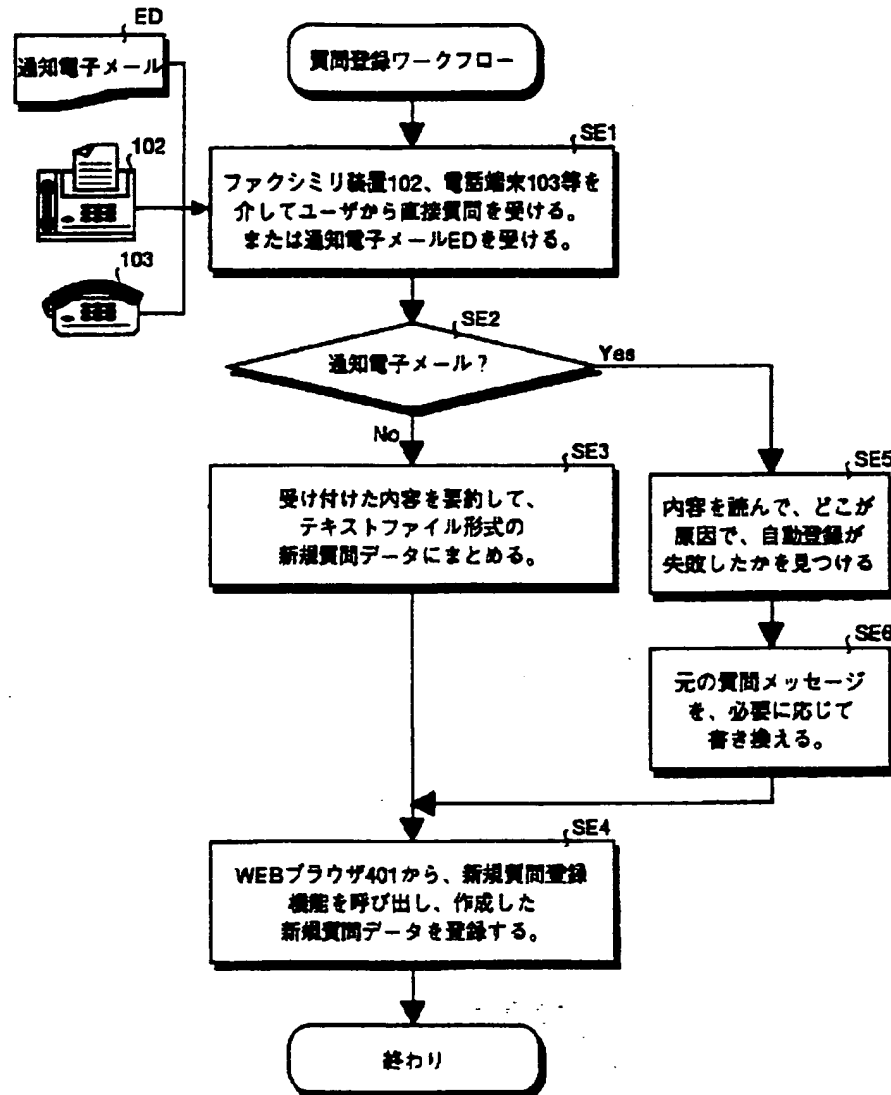 ED
通知電子メール
102
103
質問登録ワークフロー
SE1
ファクシミリ装置102、電話端末103等を
介してユーザから直接質問を受ける。
または通知電子メールEDを受ける。
SE2
通知電子メール？
Yes
No
SE3
受け付けた内容を要約して、
テキストファイル形式の
新規質問データにまとめる。
SE5
内容を読んで、どこが
原因で、自動登録が
失敗したかを見つける
SE6
元の質問メッセージ
を、必要に応じて
書き換える。
SE4
WEBブラウザ401から、新規質問登録
機能を呼び出し、作成した
新規質問データを登録する。
終わり